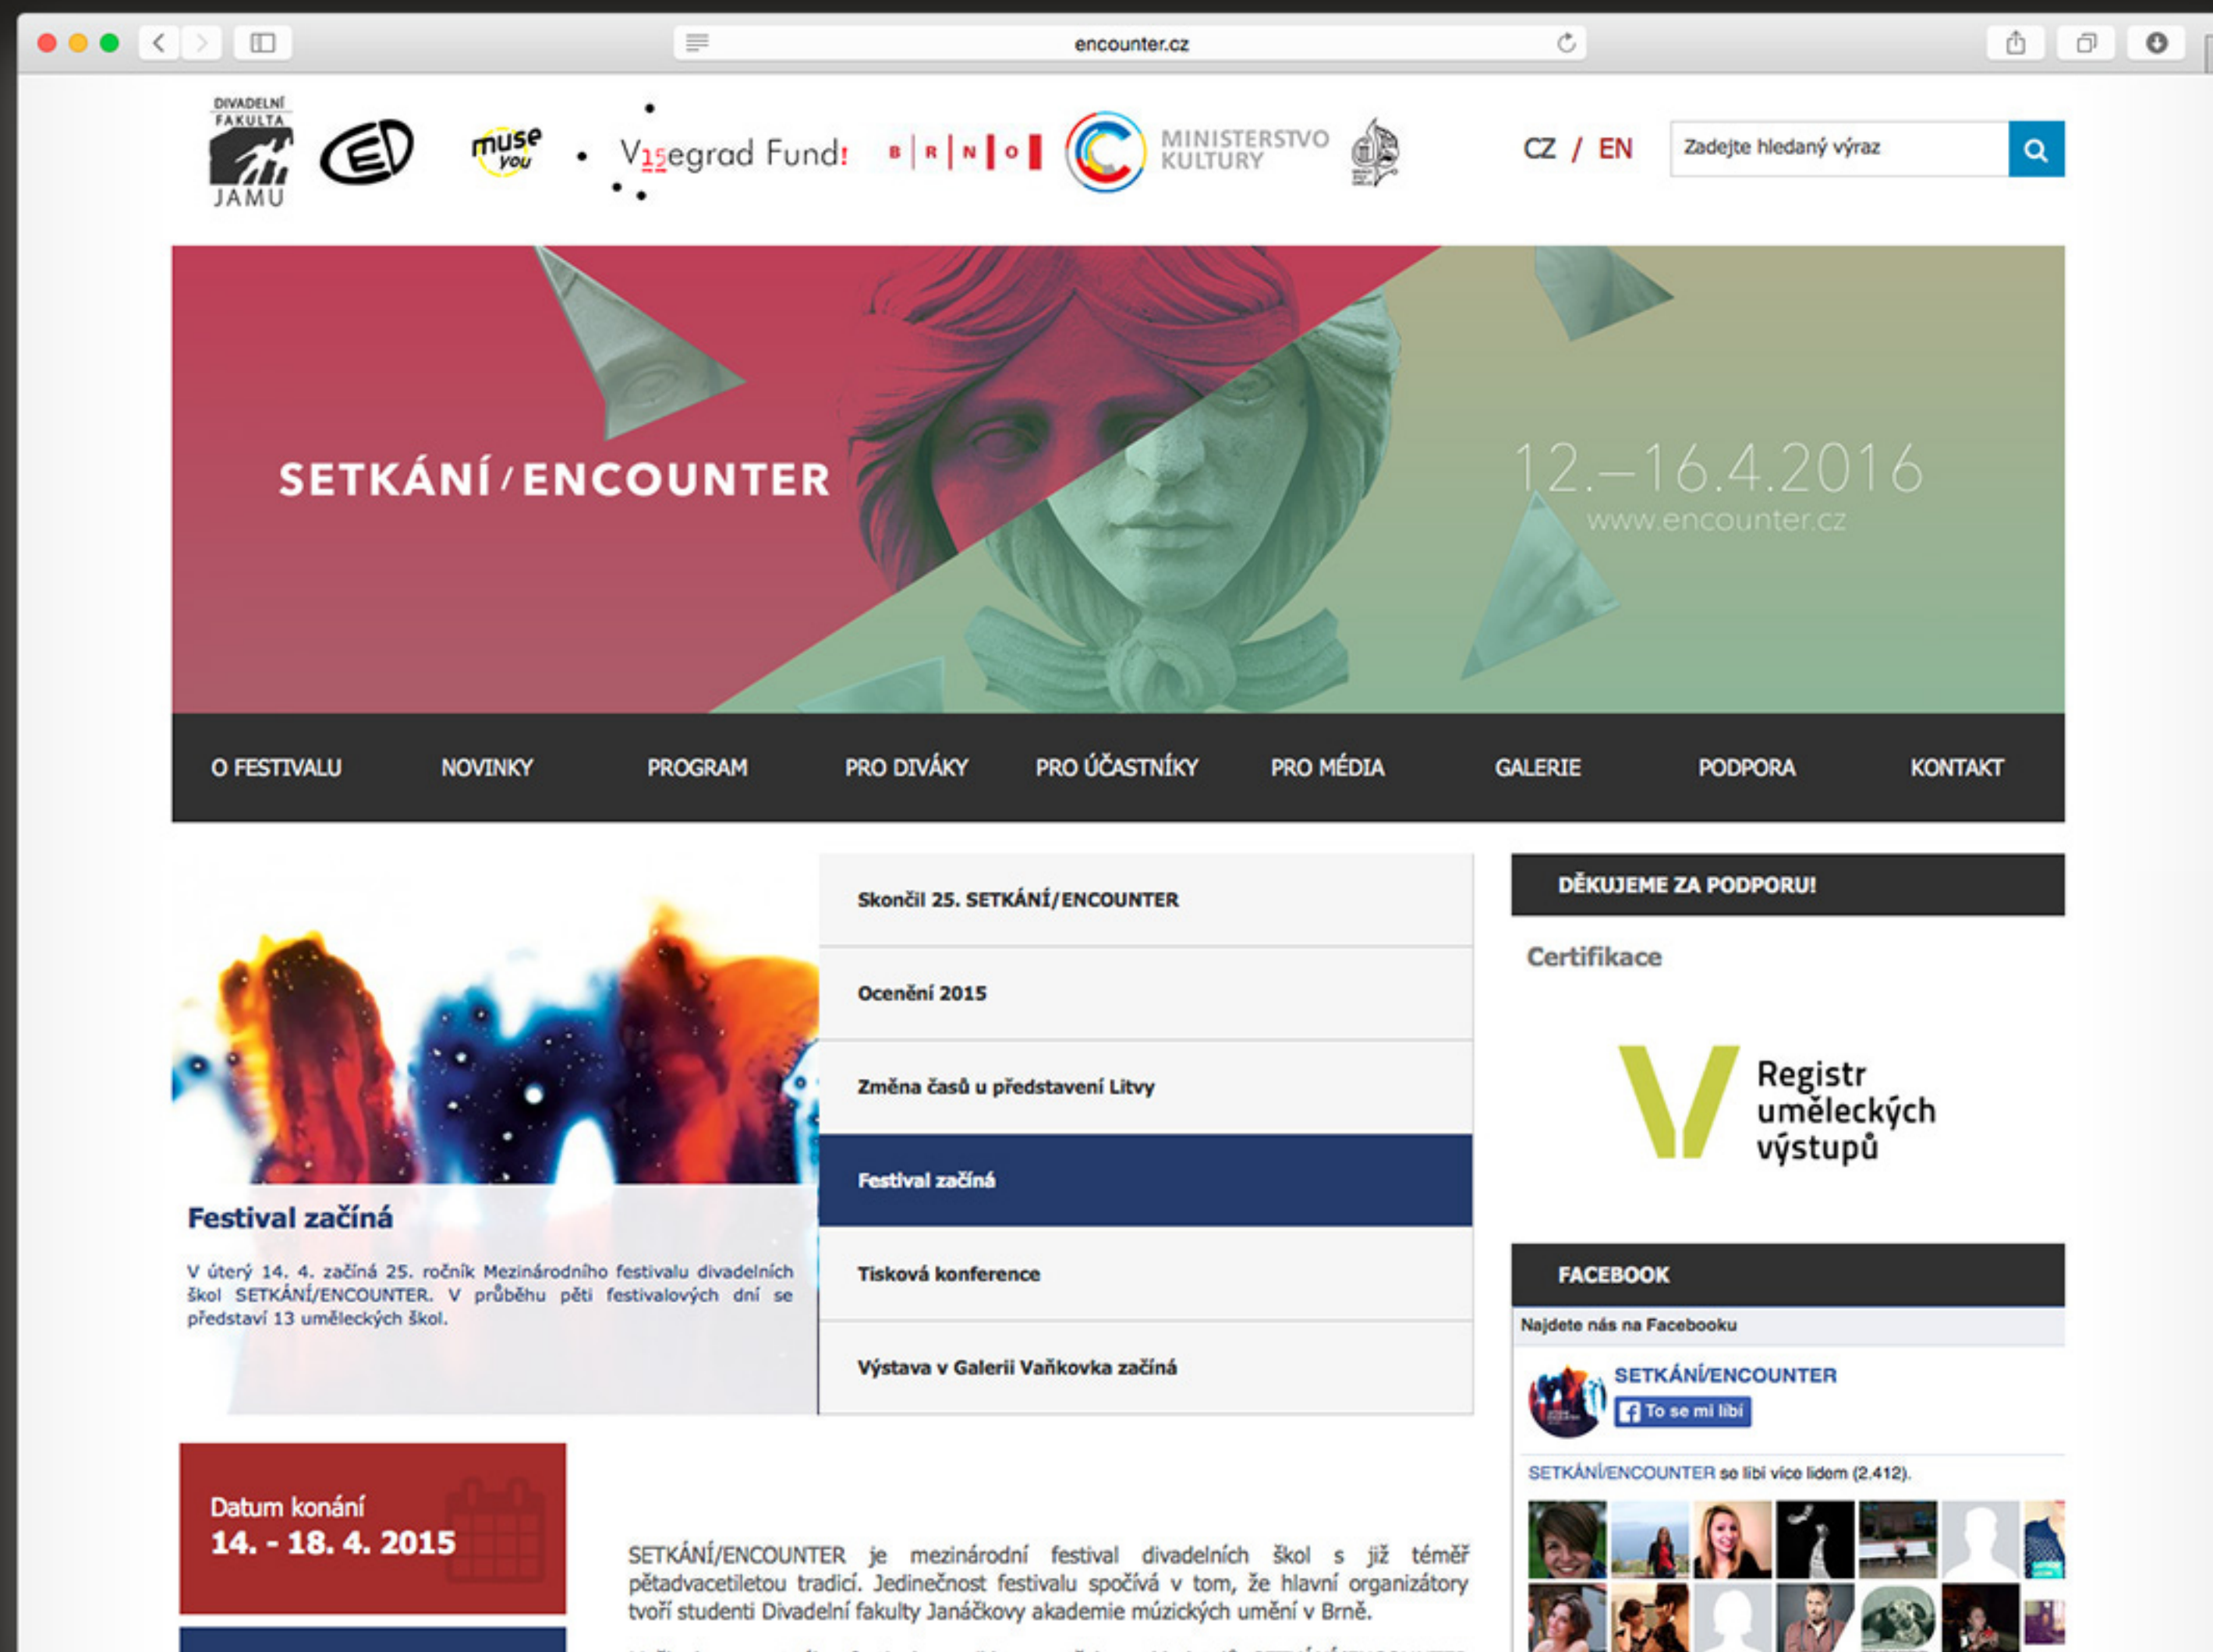 encounter.cz
DIVADELNÍ
FAKULTA
JAMU
CED
muse
you
V15egrad Fund!
B R N O
MINISTERSTVO
KULTURY
CZ / EN
Zadejte hledaný výraz
SETKÁNÍ / ENCOUNTER
12.—16.4.2016
www.encounter.cz
O FESTIVALU
NOVINKY
PROGRAM
PRO DIVÁKY
PRO ÚČASTNÍKY
PRO MÉDIA
GALERIE
PODPORA
KONTAKT
Festival začíná
V úterý 14. 4. začíná 25. ročník Mezinárodního festivalu divadelních
škol SETKÁNÍ/ENCOUNTER. V průběhu pěti festivalových dní se
představí 13 uměleckých škol.
Skončil 25. SETKÁNÍ/ENCOUNTER
Ocenění 2015
Změna časů u představení Litvy
Festival začíná
Tisková konference
Výstava v Galerii Vaňkovka začíná
DĚKUJEME ZA PODPORU!
Certifikace
Registr
uměleckých
výstupů
FACEBOOK
Najdete nás na Facebooku
SETKÁNÍ/ENCOUNTER
To se mi líbí
SETKÁNÍ/ENCOUNTER se líbí více lidem (2.412).
Datum konání
14. - 18. 4. 2015
SETKÁNÍ/ENCOUNTER je mezinárodní festival divadelních škol s již téměř
pětadvacetiletou tradicí. Jedinečnost festivalu spočívá v tom, že hlavní organizátory
tvoří studenti Divadelní fakulty Janáčkovy akademie múzických umění v Brně.